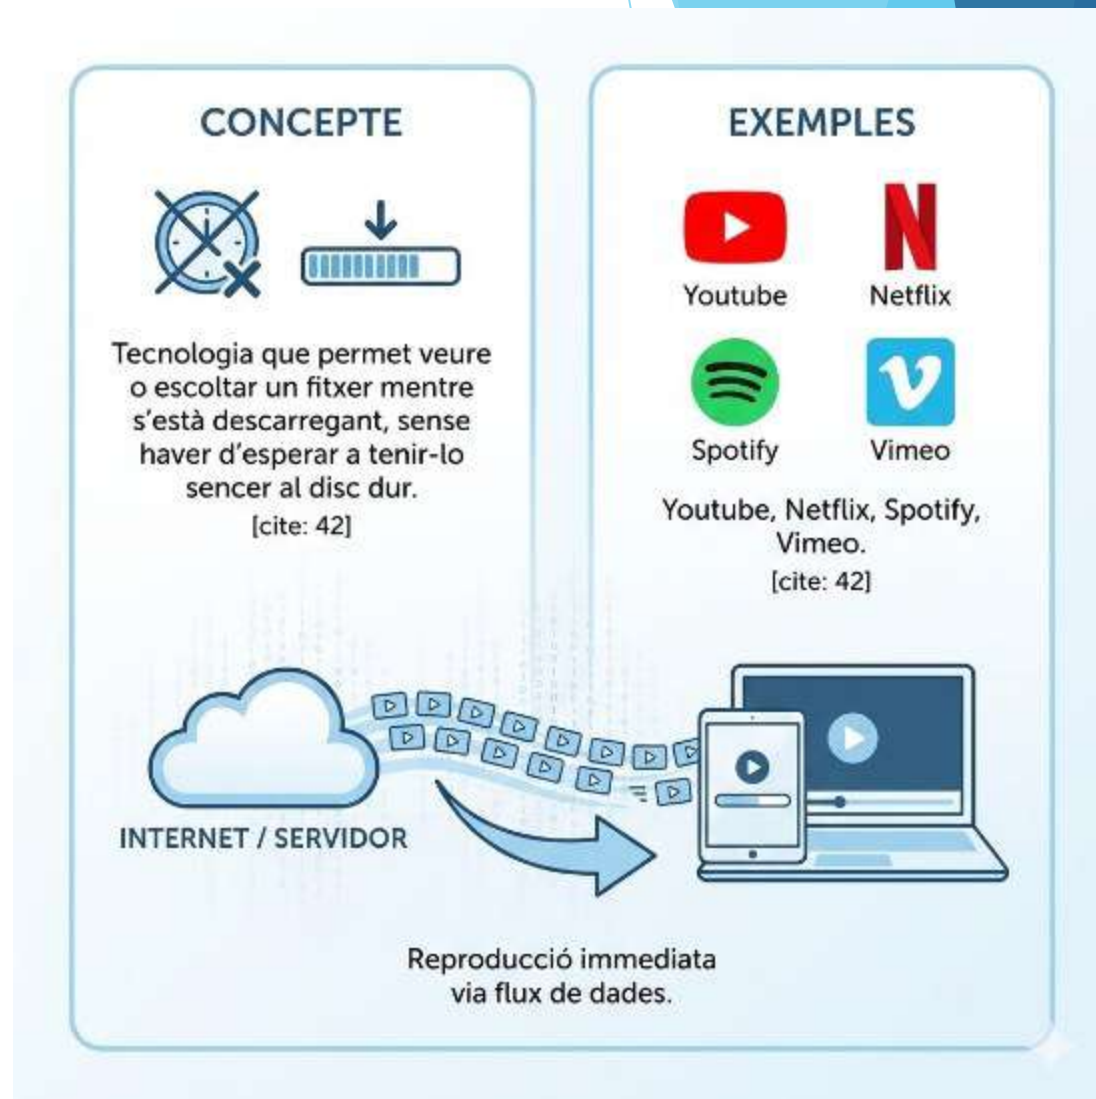 CONCEPTE
Tecnologia que permet veure
o escoltar un fitxer mentre
s'està descarregant, sense
haver d'esperar a tenir-lo
sencer al disc dur.
[cite: 42]
EXEMPLES
Youtube
Netflix
Spotify
Vimeo
Youtube, Netflix, Spotify,
Vimeo.
[cite: 42]
INTERNET / SERVIDOR
Reproducció immediata
via flux de dades.